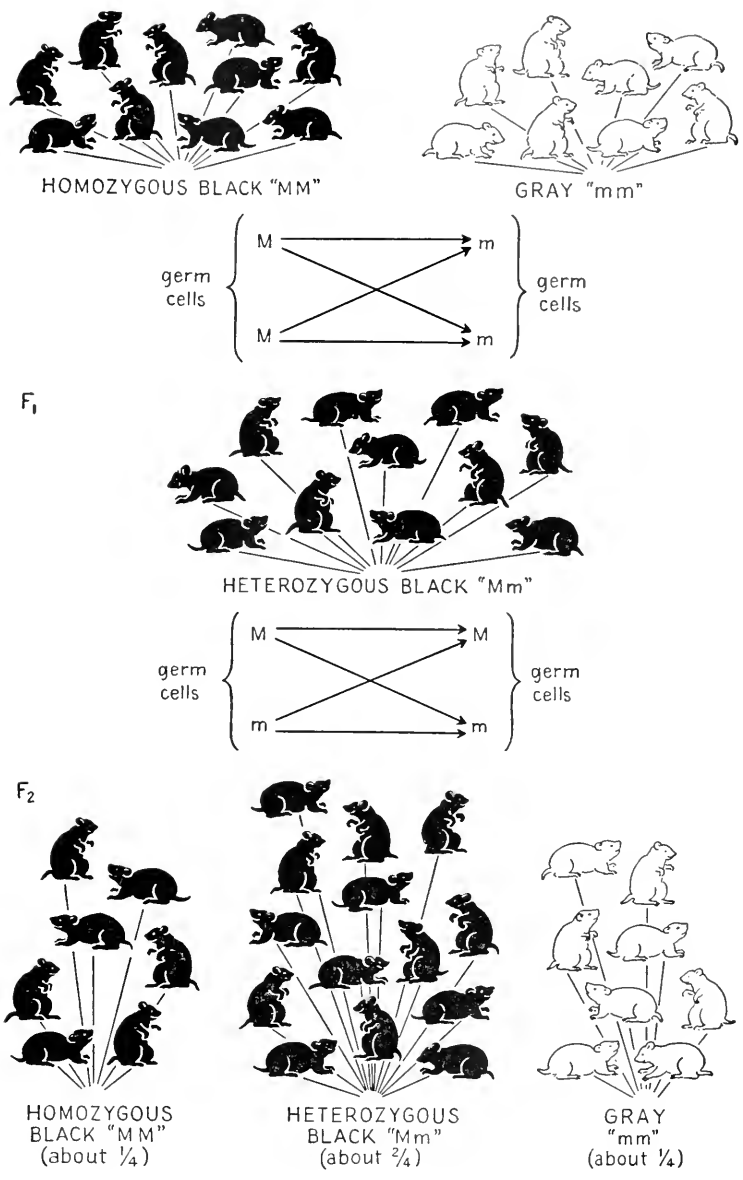 HOMOZYGOUS BLACK "MM"
GRAY "mm"
M
m
germ
cells
germ
cells
M
m
F₁
HETEROZYGOUS BLACK "Mm"
M
M
germ
cells
germ
cells
m
m
F₂
HOMOZYGOUS
BLACK "MM"
(about ¼)
HETEROZYGOUS
BLACK "Mm"
(about 2/4)
GRAY
"mm"
(about ¼)